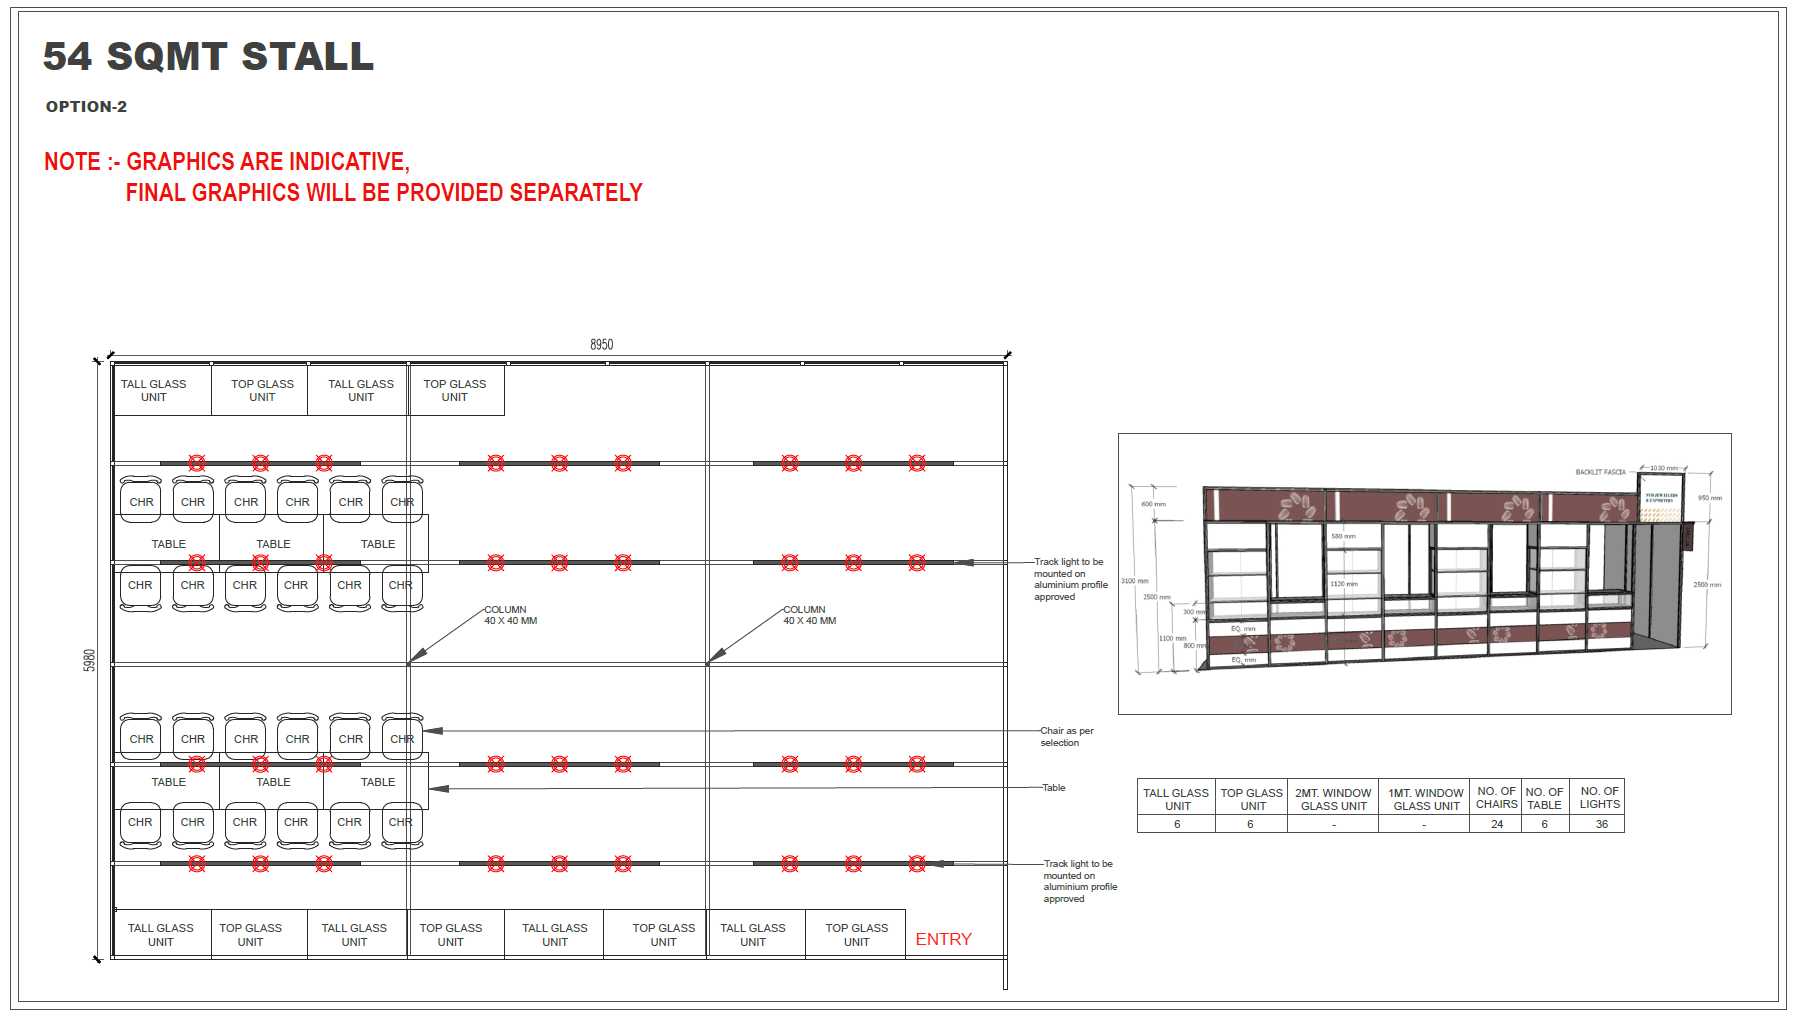 54 SQMT STALL
OPTION-2
NOTE :- GRAPHICS ARE INDICATIVE,
FINAL GRAPHICS WILL BE PROVIDED SEPARATELY
8950
5980
TALL GLASS UNIT
TOP GLASS UNIT
TALL GLASS UNIT
TOP GLASS UNIT
CHR CHR CHR CHR CHR CHR
TABLE TABLE TABLE
CHR CHR CHR CHR CHR CHR
Track light to be
mounted on
aluminium profile
approved
COLUMN
40 X 40 MM
COLUMN
40 X 40 MM
CHR CHR CHR CHR CHR CHR
Chair as per
selection
TABLE TABLE TABLE
Table
CHR CHR CHR CHR CHR CHR
Track light to be
mounted on
aluminium profile
approved
TALL GLASS UNIT
TOP GLASS UNIT
TALL GLASS UNIT
TOP GLASS UNIT
TALL GLASS UNIT
TOP GLASS UNIT
TALL GLASS UNIT
TOP GLASS UNIT
ENTRY
BACKLIT FASCIA
1030 mm
950 mm
600 mm
580 mm
3100 mm
1120 mm
2500 mm
2500 mm
300 mm
EQ. mm
1100 mm
800 mm
EQ. mm
& EXPORTERS
TALL GLASS UNIT
TOP GLASS UNIT
2MT. WINDOW GLASS UNIT
1MT. WINDOW GLASS UNIT
NO. OF CHAIRS
NO. OF TABLE
NO. OF LIGHTS
6 6 - - 24 6 36